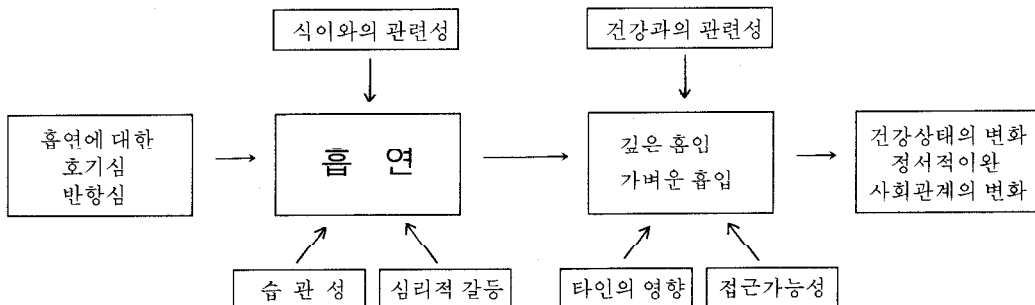 식이와의 관련성
건강과의 관련성
흡연에 대한
호기심
반항심
흡 연
깊은 흡입
가벼운 흡입
건강상태의 변화
정서적이완
사회관계의 변화
습 관 성
심리적 갈등
타인의 영향
접근가능성